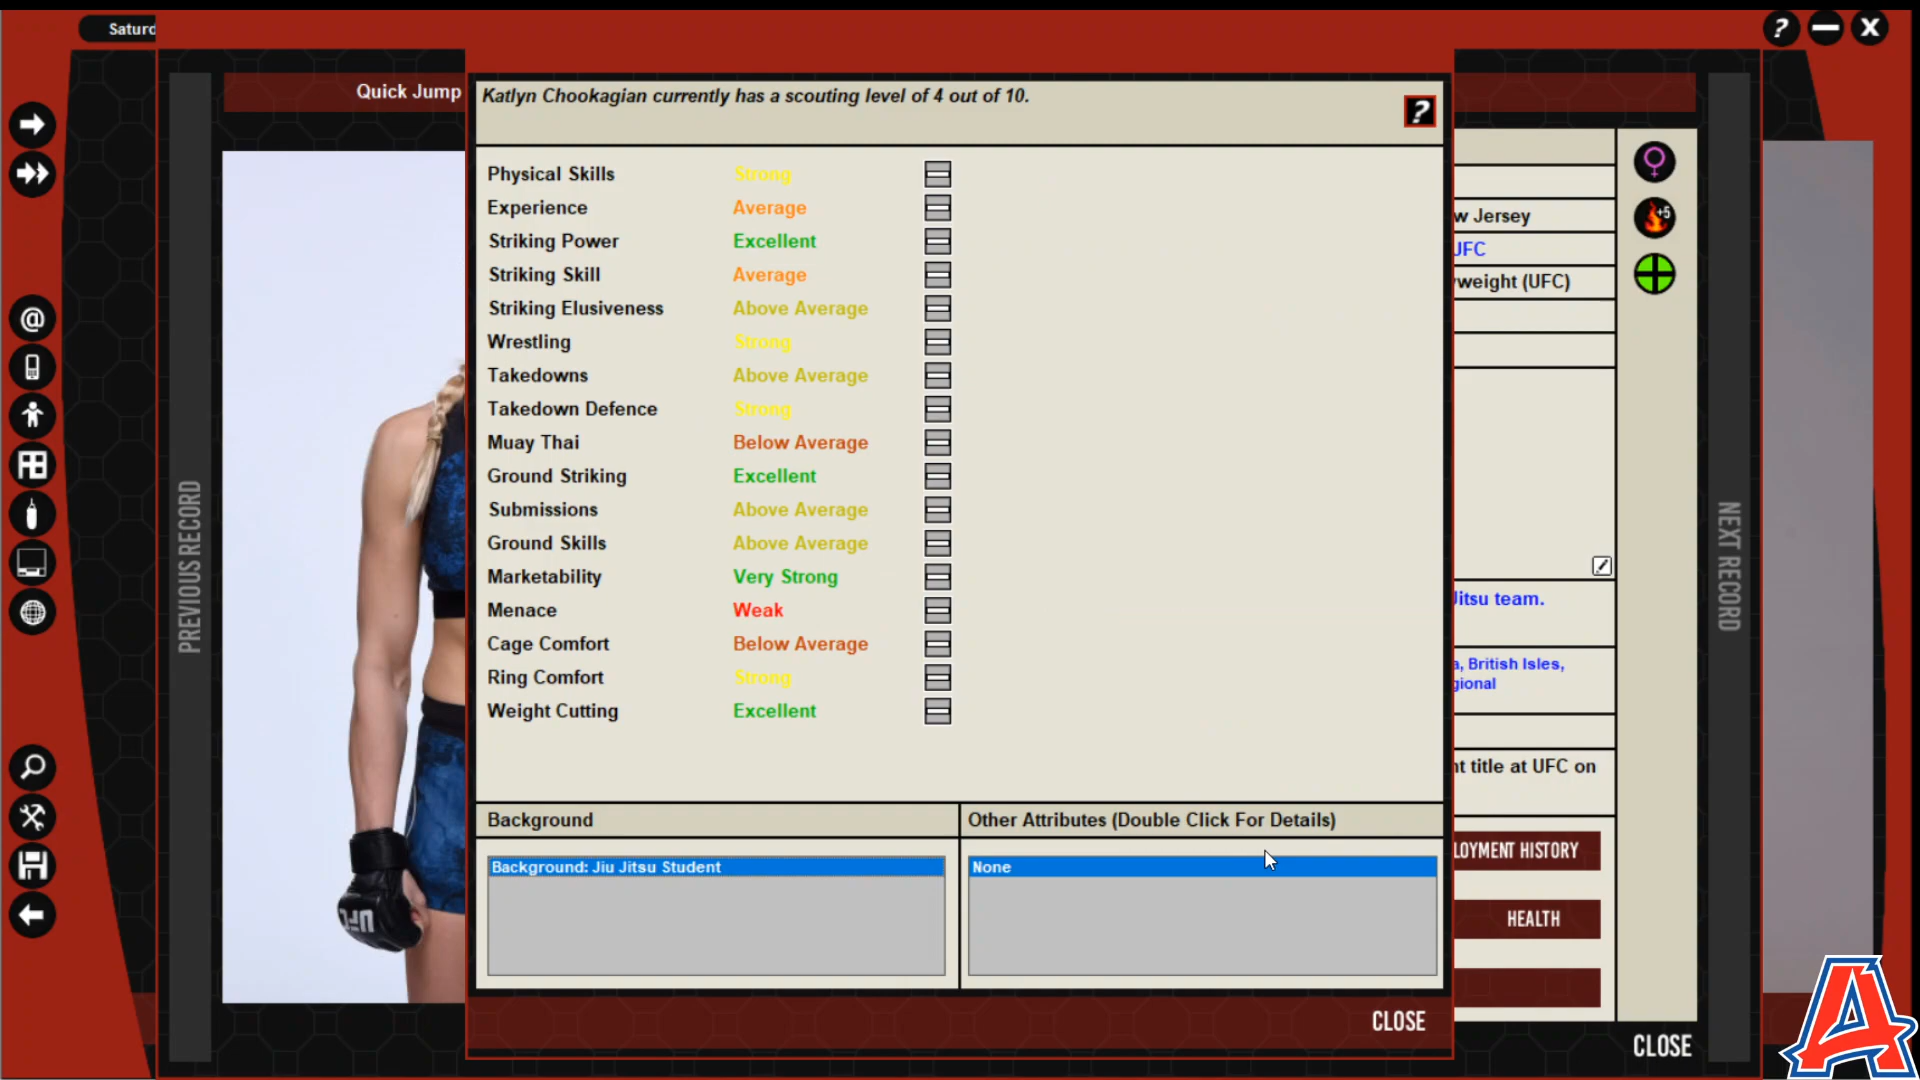 Saturd
Quick Jump
Katlyn Chookagian currently has a scouting level of 4 out of 10.
?
?
X
Physical Skills Strong
Experience Average
Striking Power Excellent
Striking Skill Average
Striking Elusiveness Above Average
Wrestling Strong
Takedowns Above Average
Takedown Defence Strong
Muay Thai Below Average
Ground Striking Excellent
Submissions Above Average
Ground Skills Above Average
Marketability Very Strong
Menace Weak
Cage Comfort Below Average
Ring Comfort Strong
Weight Cutting Excellent
Background
Background: Jiu Jitsu Student
Other Attributes (Double Click For Details)
None
CLOSE
PREVIOUS RECORD
@
UFC
w Jersey
UFC
weight (UFC)
+5
Jitsu team.
a, British Isles,
gional
nt title at UFC on
LOYMENT HISTORY
HEALTH
CLOSE
NEXT RECORD
A